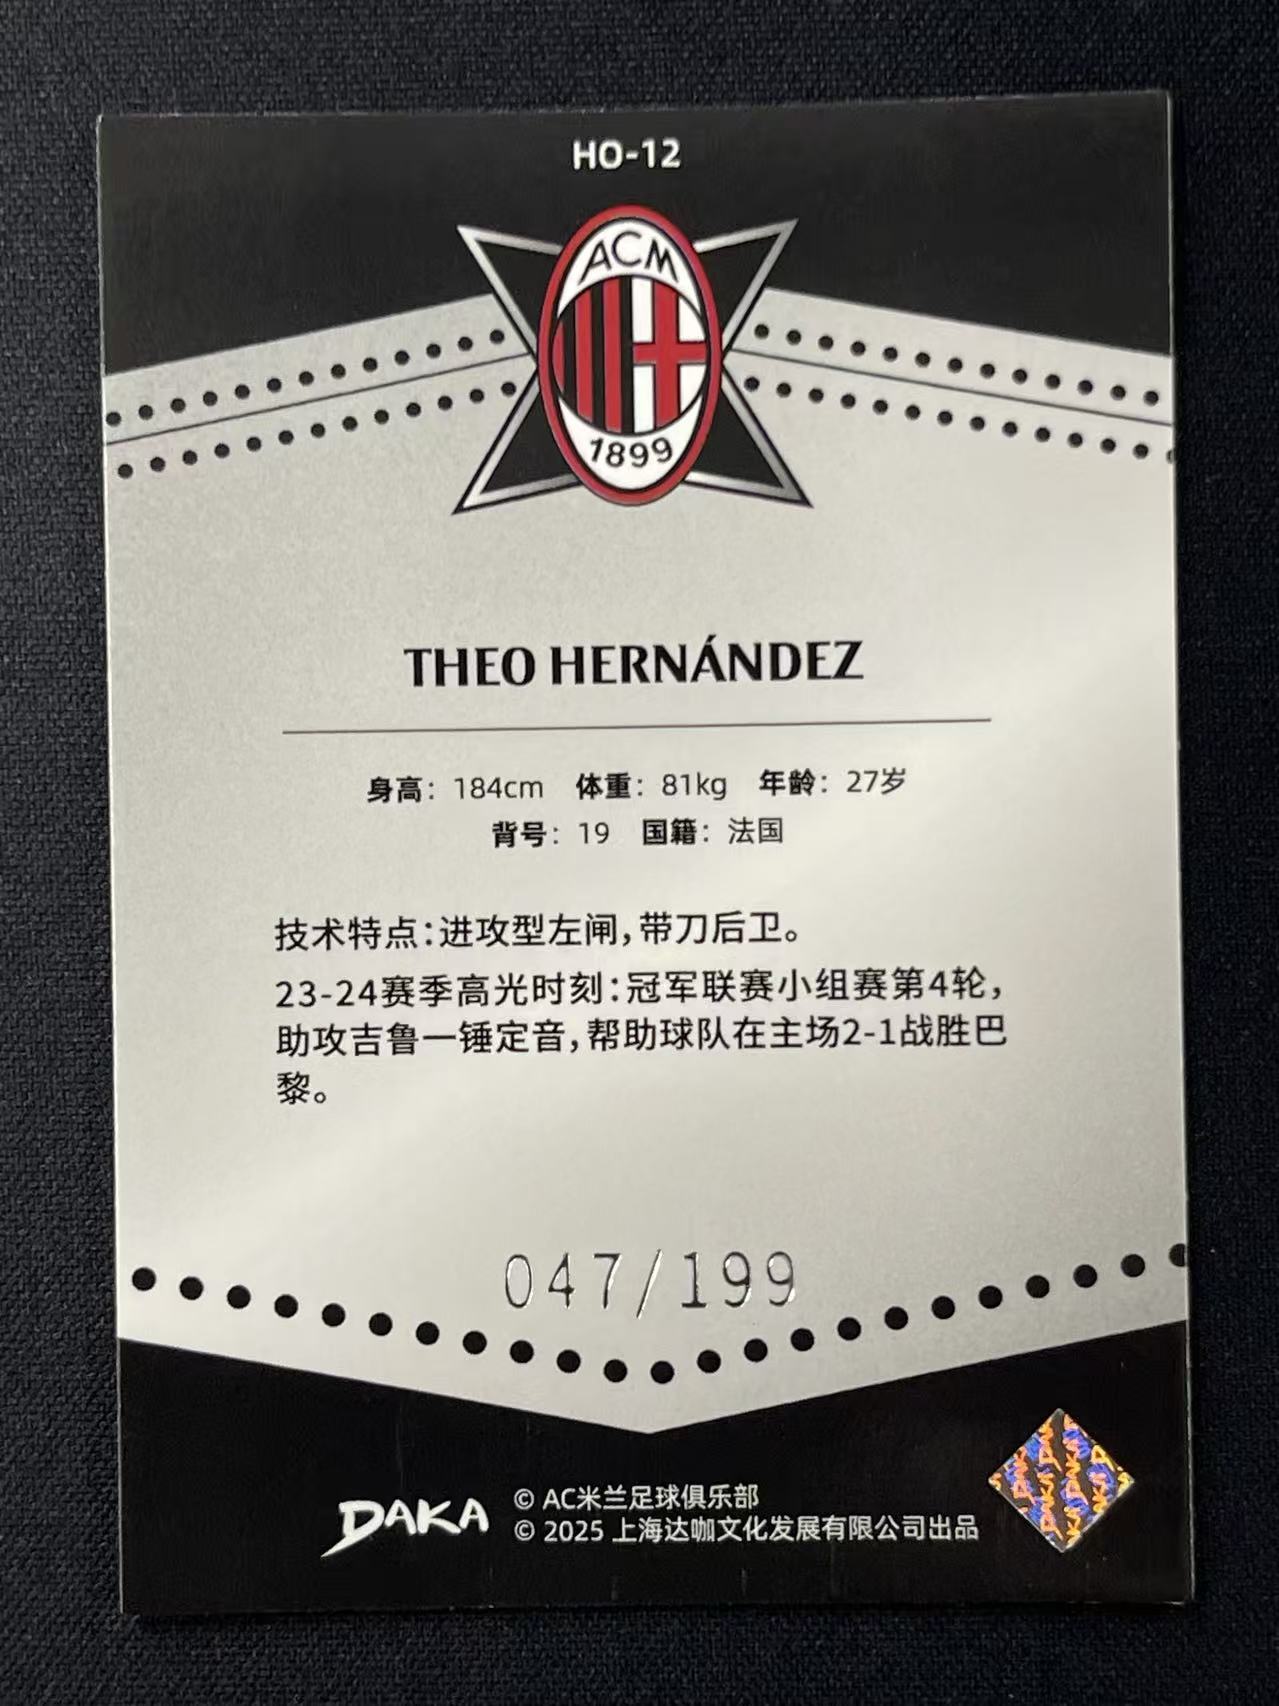 HO-12
ACM
1899
THEO HERNÁNDEZ
身高：184cm 体重：81kg 年龄：27岁
背号：19 国籍：法国
技术特点：进攻型左闸，带刀后卫。
23-24赛季高光时刻：冠军联赛小组赛第4轮，
助攻吉鲁一锤定音，帮助球队在主场2-1战胜巴
黎。
047/199
DAKA
© AC米兰足球俱乐部
© 2025 上海达咖文化发展有限公司出品
DAKA DAKA DAKA